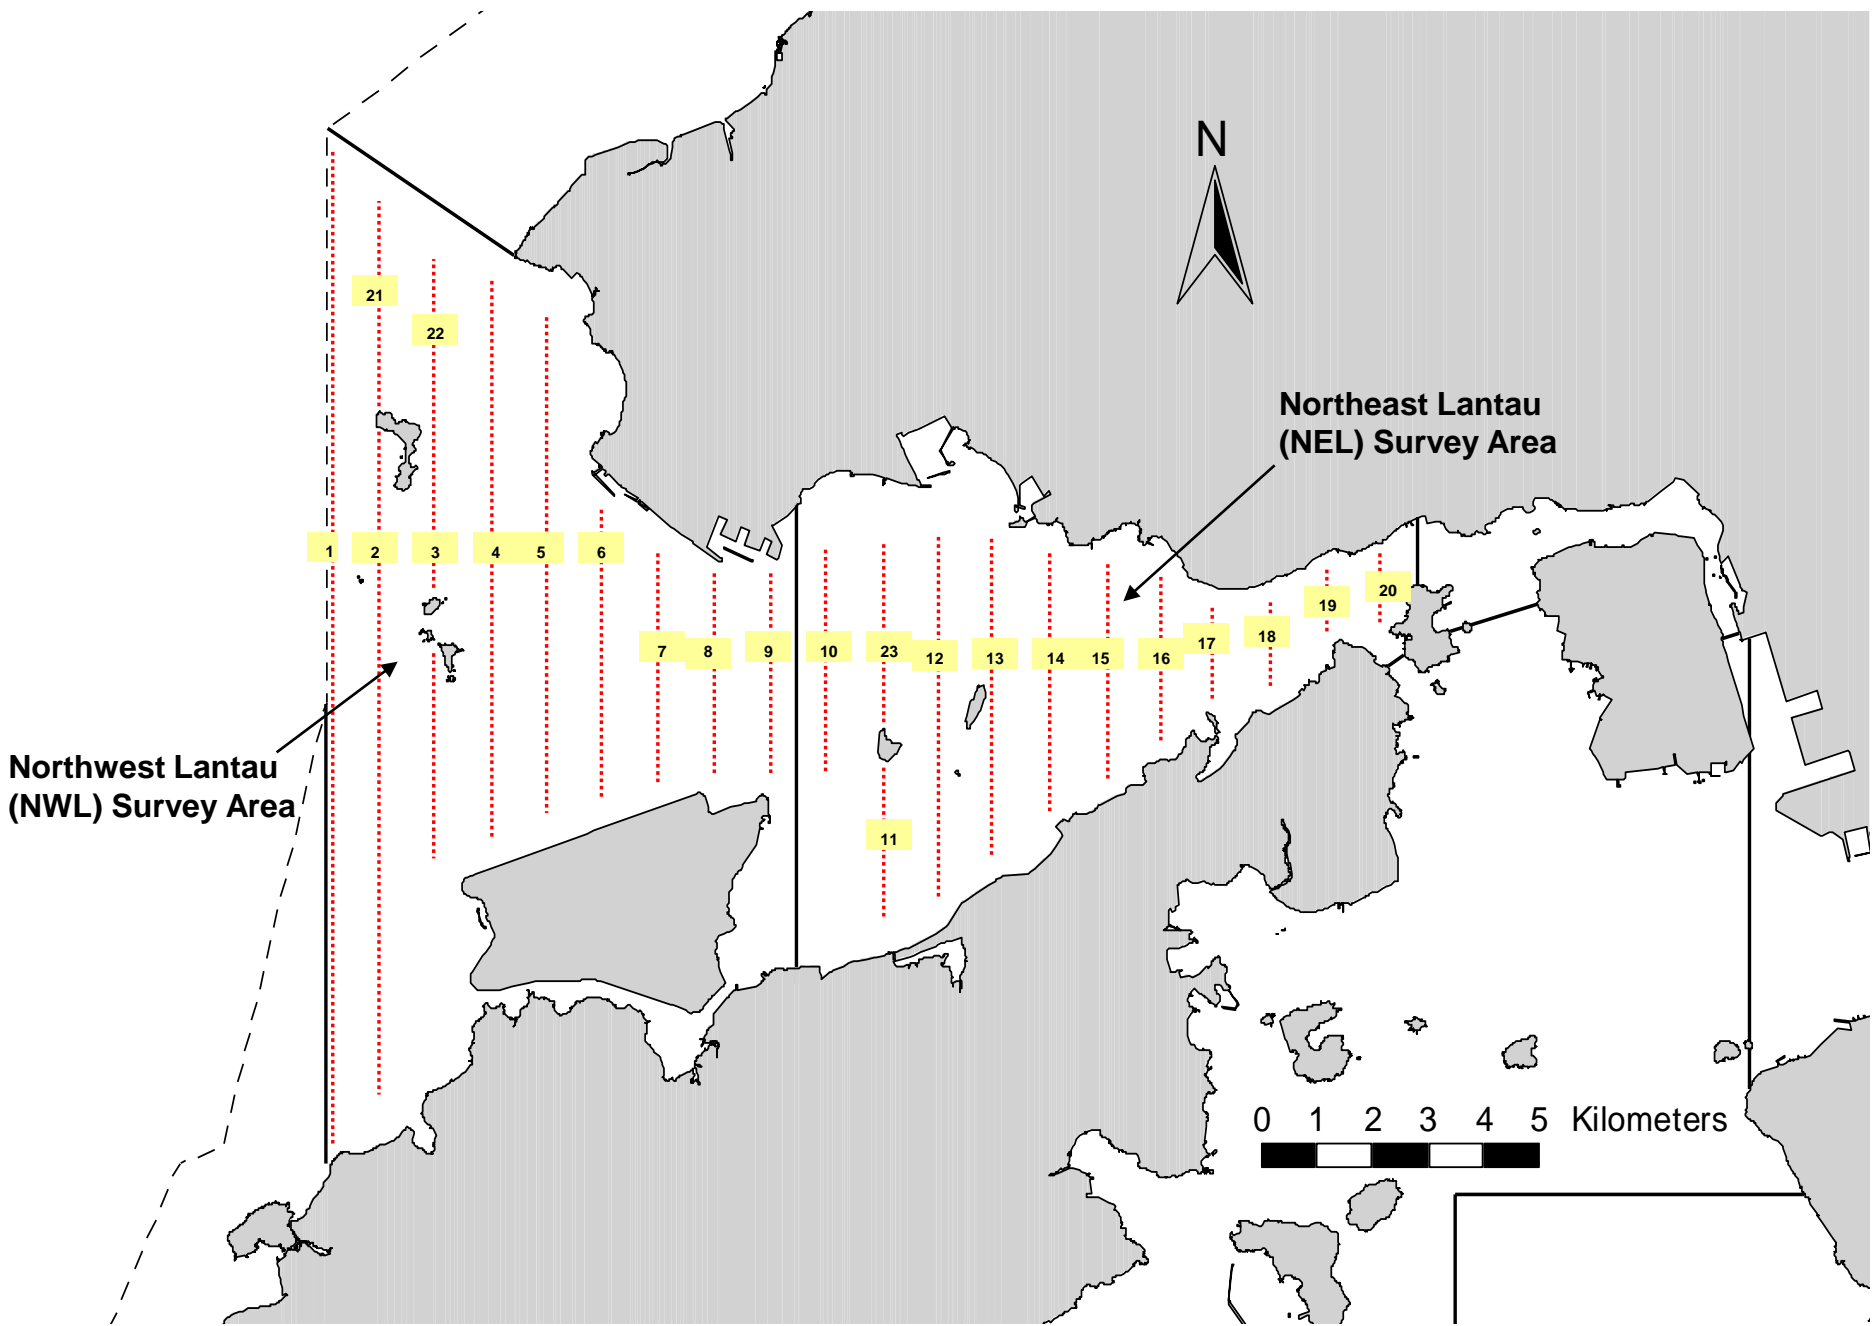 N
21
22
Northeast Lantau
(NEL) Survey Area
1 2 3 4 5 6
19 20
7 8 9 10 23 12 13 14 15 16 17 18
Northwest Lantau
(NWL) Survey Area
11
0 1 2 3 4 5 Kilometers